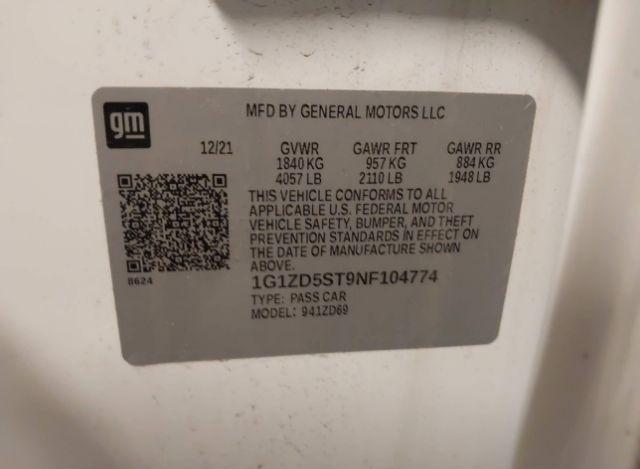 gm
MFD BY GENERAL MOTORS LLC
12/21 GVWR GAWR FRT GAWR RR
1840 KG 957 KG 884 KG
4057 LB 2110 LB 1948 LB
THIS VEHICLE CONFORMS TO ALL
APPLICABLE U.S. FEDERAL MOTOR
VEHICLE SAFETY, BUMPER, AND THEFT
PREVENTION STANDARDS IN EFFECT ON
THE DATE OF MANUFACTURE SHOWN
ABOVE.
8624
1G1ZD5ST9NF104774
TYPE: PASS CAR
MODEL: 941ZD69